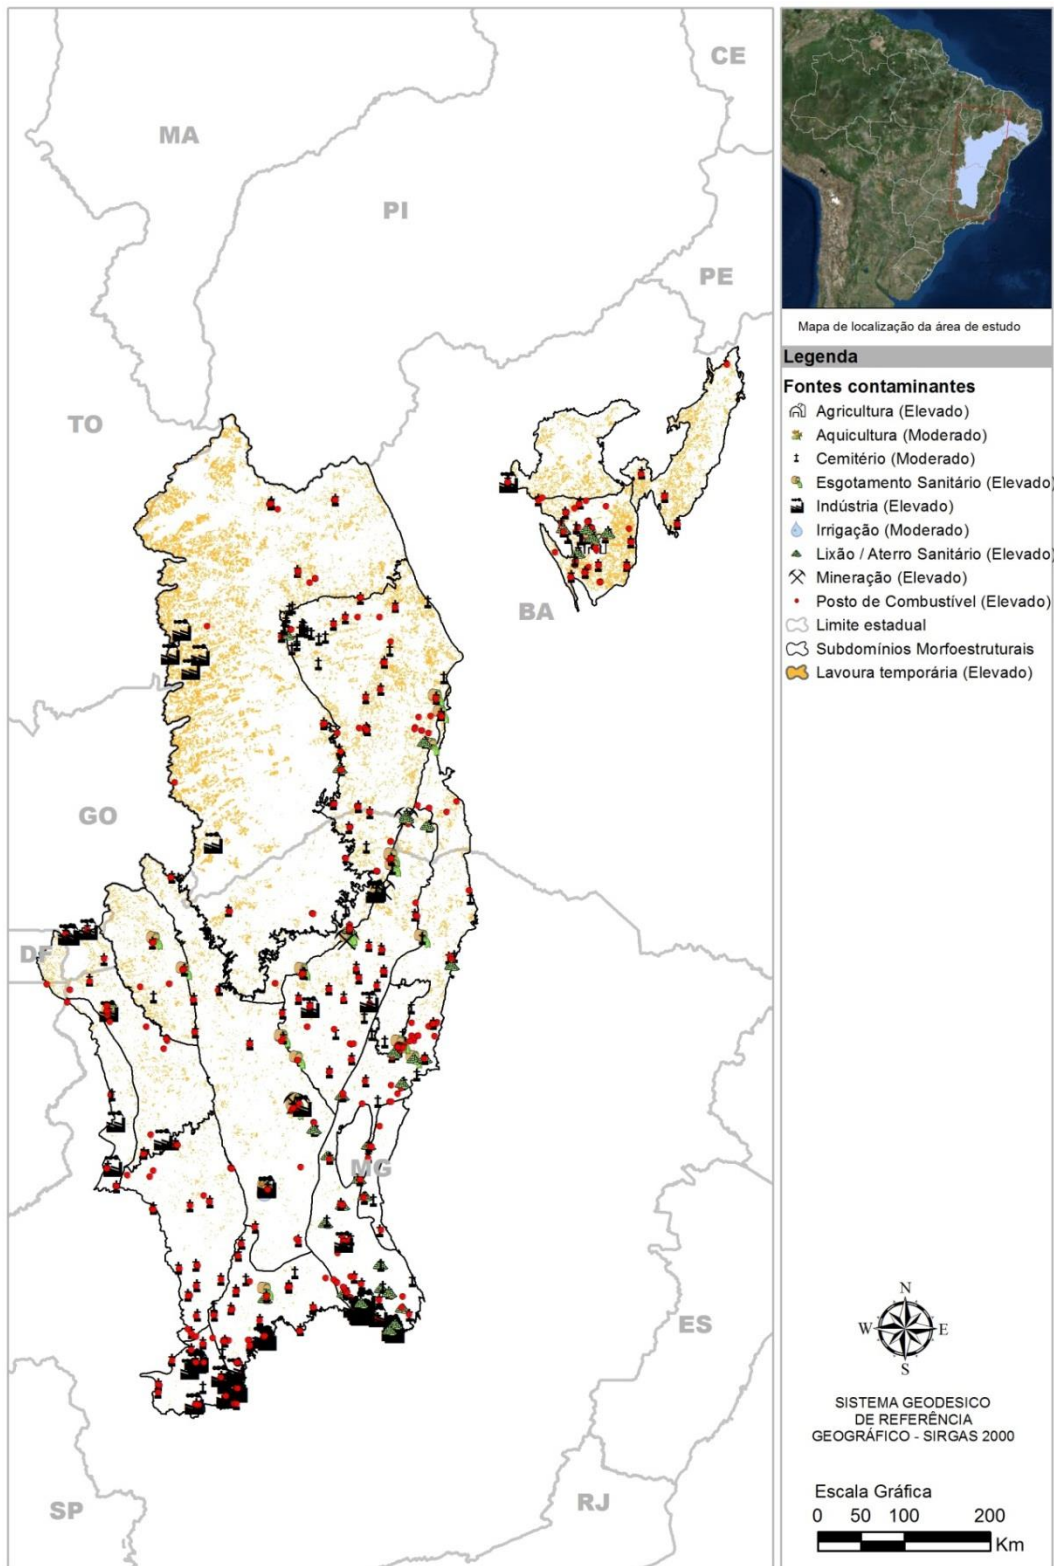 CE
MA
PI
PE
TO
BA
GO
DF
MG
ES
SP
RJ
Mapa de localização da área de estudo
Legenda
Fontes contaminantes
Agricultura (Elevado)
Aquicultura (Moderado)
Cemitério (Moderado)
Esgotamento Sanitário (Elevado)
Indústria (Elevado)
Irrigação (Moderado)
Lixão / Aterro Sanitário (Elevado)
Mineração (Elevado)
Posto de Combustível (Elevado)
Limite estadual
Subdomínios Morfoestruturais
Lavoura temporária (Elevado)
N
W E
S
SISTEMA GEODESICO
DE REFERÊNCIA
GEOGRÁFICO - SIRGAS 2000
Escala Gráfica
0 50 100 200
Km